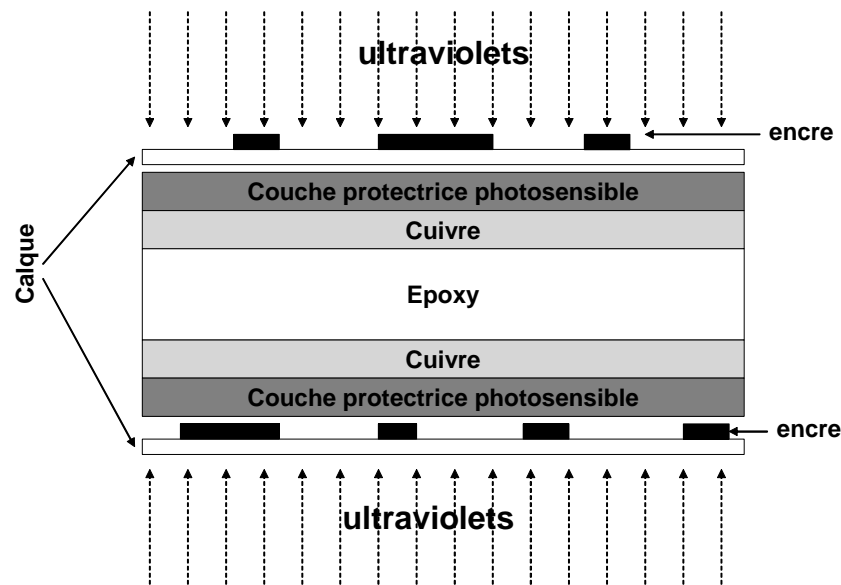 ultraviolets
encre
Couche protectrice photosensible
Cuivre
Calque
Epoxy
Cuivre
Couche protectrice photosensible
encre
ultraviolets